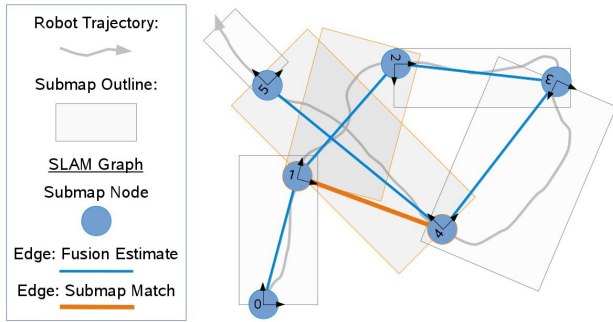 Robot Trajectory:
Submap Outline:
SLAM Graph
Submap Node
Edge: Fusion Estimate
Edge: Submap Match
5
2
3
1
4
0